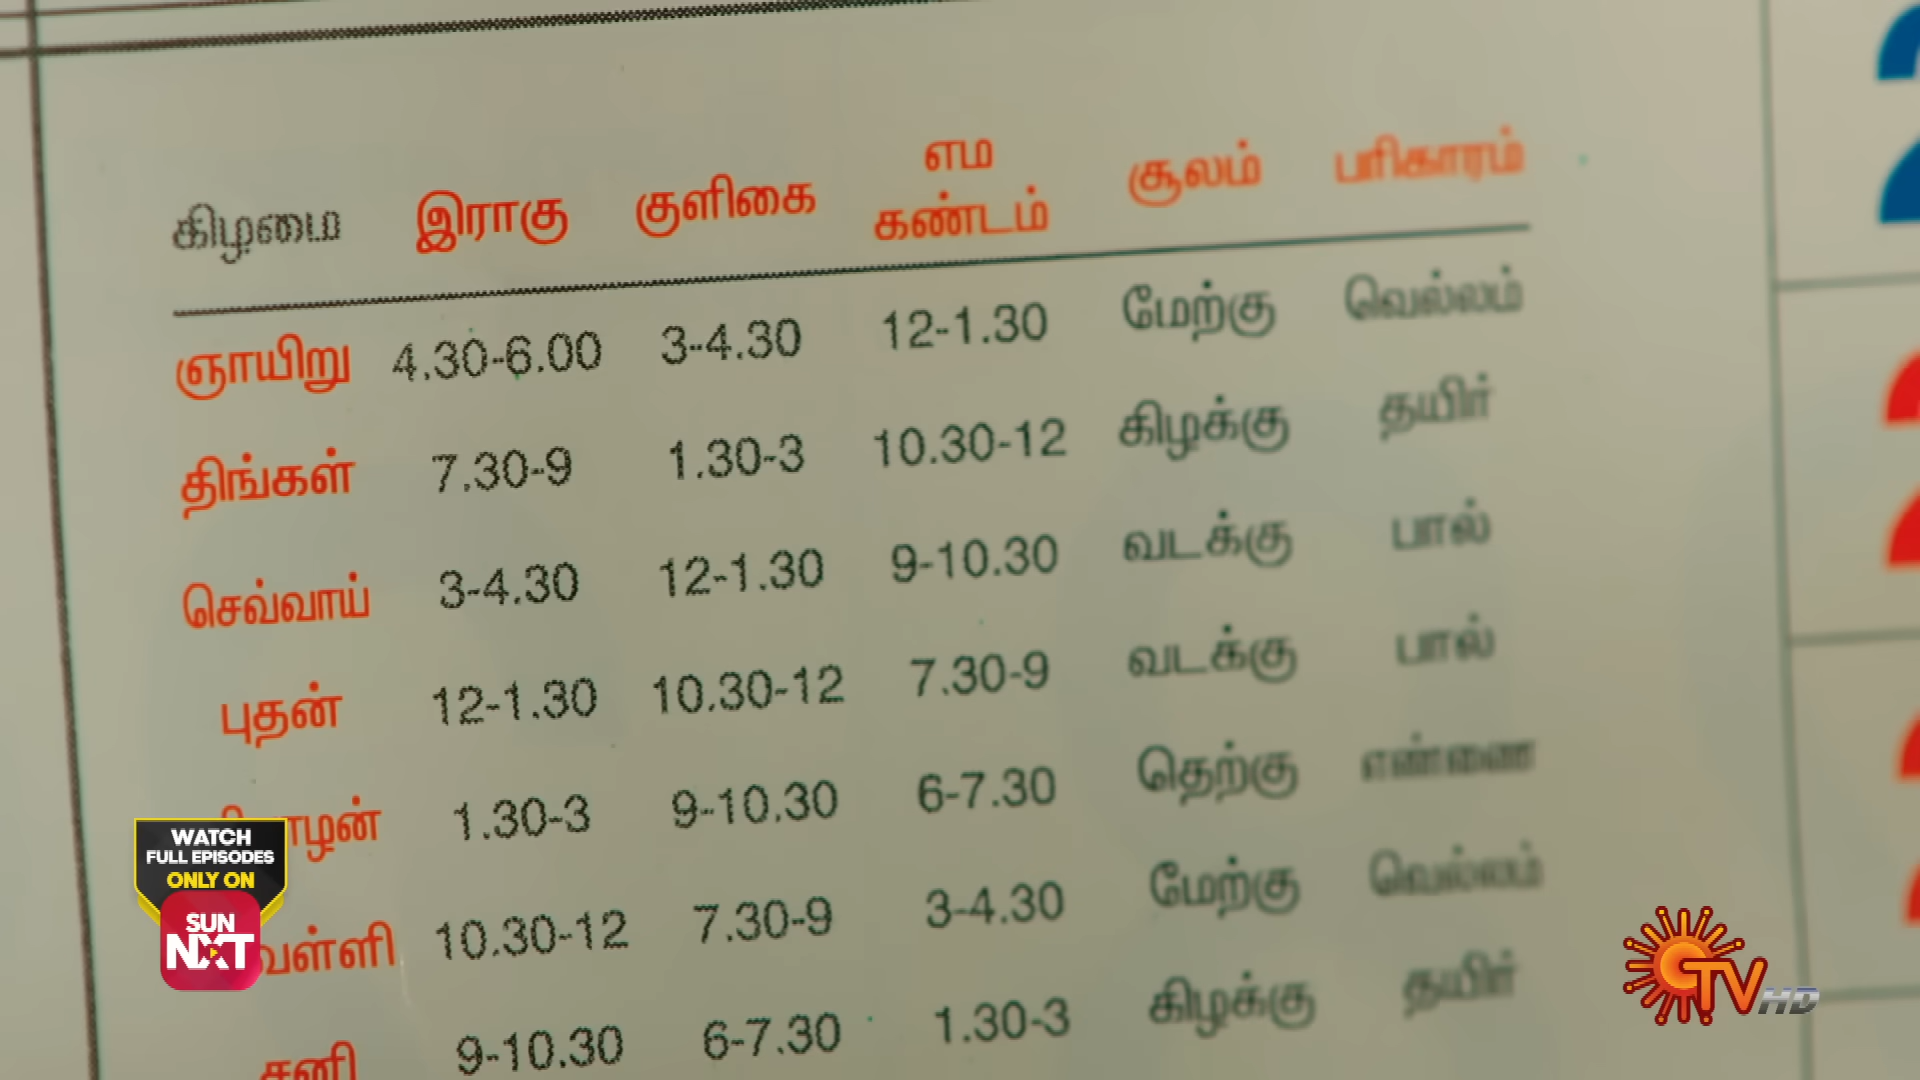 எம
கிழமை இராகு குளிகை கண்டம் சூலம் பரிகாரம்
ஞாயிறு 4.30-6.00 3-4.30 12-1.30 மேற்கு வெல்லம்
திங்கள் 7.30-9 1.30-3 10.30-12 கிழக்கு தயிர்
செவ்வாய் 3-4.30 12-1.30 9-10.30 வடக்கு பால்
புதன் 12-1.30 10.30-12 7.30-9 வடக்கு பால்
1.30-3 9-10.30 6-7.30 தெற்கு எண்ணை
10.30-12 7.30-9 3-4.30 மேற்கு வெல்லம்
சனி 9-10.30 6-7.30 1.30-3 கிழக்கு தயிர்
WATCH
FULL EPISODES
ONLY ON
SUN
NXT
TV HD